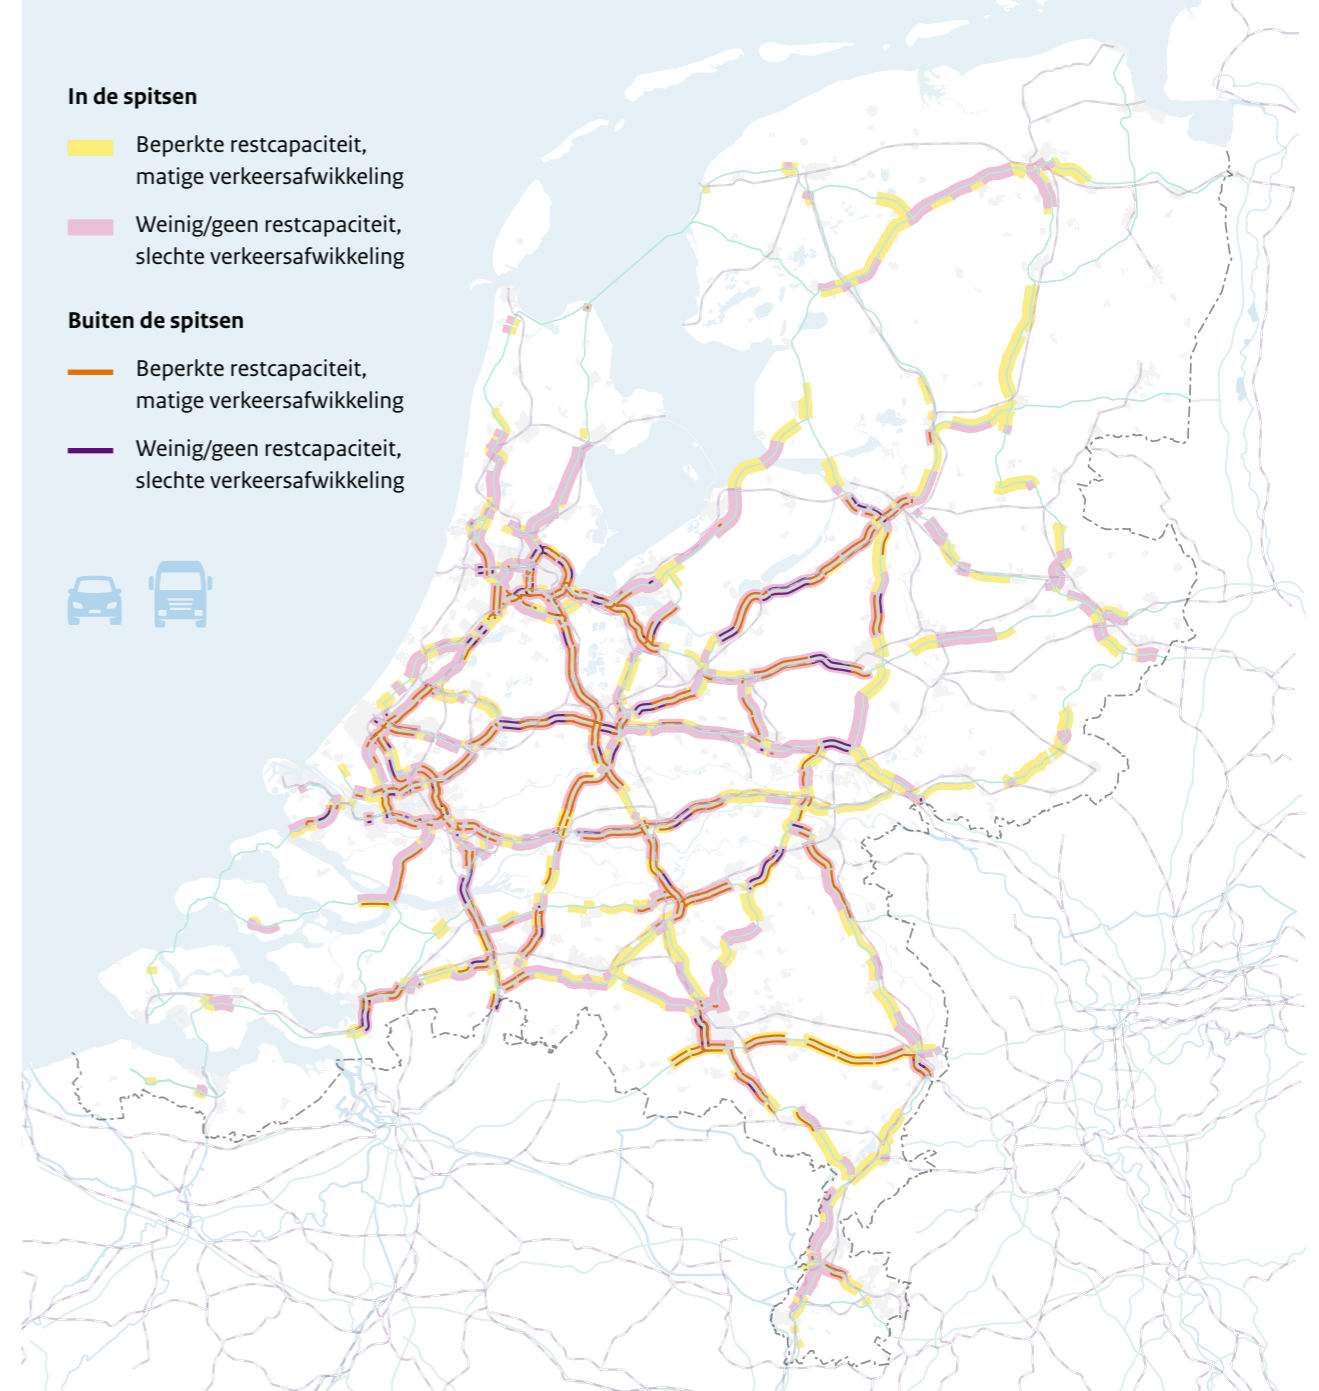 In de spitsen
Beperkte restcapaciteit,
matige verkeersafwikkeling
Weinig/geen restcapaciteit,
slechte verkeersafwikkeling
Buiten de spitsen
Beperkte restcapaciteit,
matige verkeersafwikkeling
Weinig/geen restcapaciteit,
slechte verkeersafwikkeling